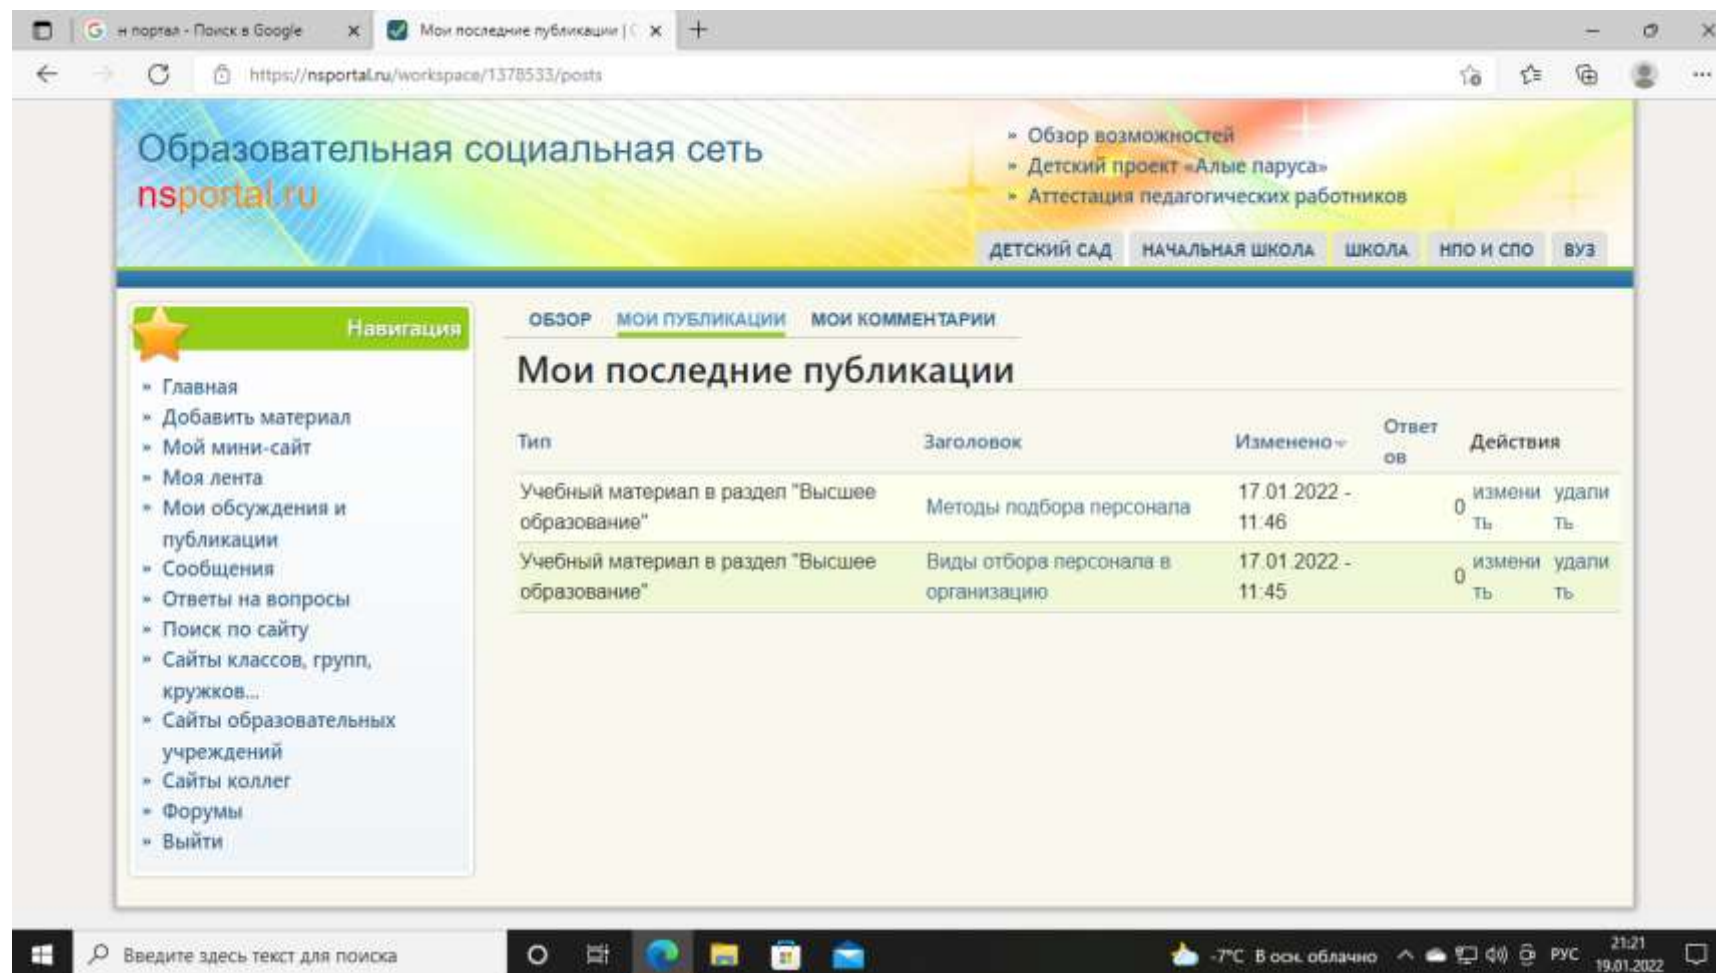 н портал - Поиск в Google
Мои последние публикации | С
https://nsportal.ru/workspace/1378533/posts
Образовательная социальная сеть
nsportal.ru
» Обзор возможностей
» Детский проект «Алые паруса»
» Аттестация педагогических работников
ДЕТСКИЙ САД НАЧАЛЬНАЯ ШКОЛА ШКОЛА НПО И СПО ВУЗ
Навигация
» Главная
» Добавить материал
» Мой мини-сайт
» Моя лента
» Мои обсуждения и
публикации
» Сообщения
» Ответы на вопросы
» Поиск по сайту
» Сайты классов, групп,
кружков...
» Сайты образовательных
учреждений
» Сайты коллег
» Форумы
» Выйти
ОБЗОР МОИ ПУБЛИКАЦИИ МОИ КОММЕНТАРИИ
Мои последние публикации
Тип Заголовок Изменено Ответ
ов Действия
Учебный материал в раздел "Высшее
образование"
Методы подбора персонала
17.01.2022 -
11:46
0
измени
ть
удали
ть
Учебный материал в раздел "Высшее
образование"
Виды отбора персонала в
организацию
17.01.2022 -
11:45
0
измени
ть
удали
ть
Введите здесь текст для поиска
-7°C В осн. облачно
РУС
21:21
19.01.2022